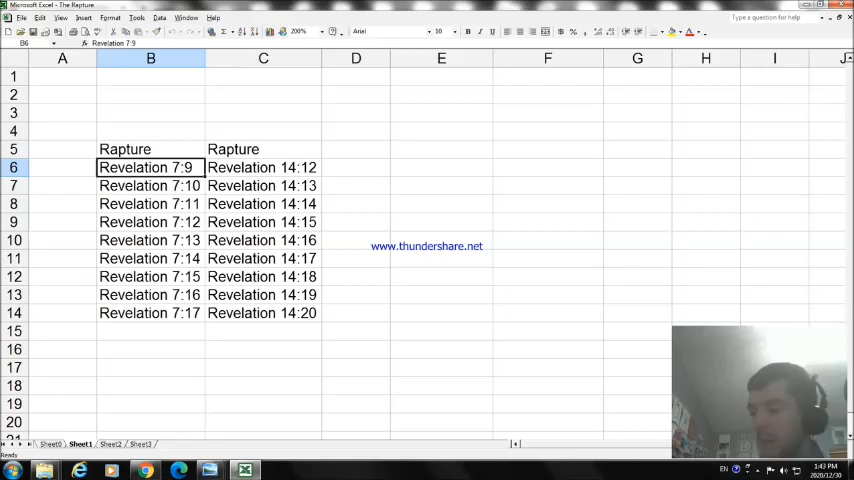 Microsoft Excel - The Rapture
File Edit View Insert Format Tools Data Window Help
Type a question for help
200%
Arial
10
B6
fx Revelation 7:9
A B C D E F G H I J
1
2
3
4
5 Rapture Rapture
6 Revelation 7:9 Revelation 14:12
7 Revelation 7:10 Revelation 14:13
8 Revelation 7:11 Revelation 14:14
9 Revelation 7:12 Revelation 14:15
10 Revelation 7:13 Revelation 14:16
11 Revelation 7:14 Revelation 14:17
12 Revelation 7:15 Revelation 14:18
13 Revelation 7:16 Revelation 14:19
14 Revelation 7:17 Revelation 14:20
15
16
17
18
19
20
21
www.thundershare.net
Sheet0 Sheet1 Sheet2 Sheet3
Ready
EN
1:43 PM
2020/12/30